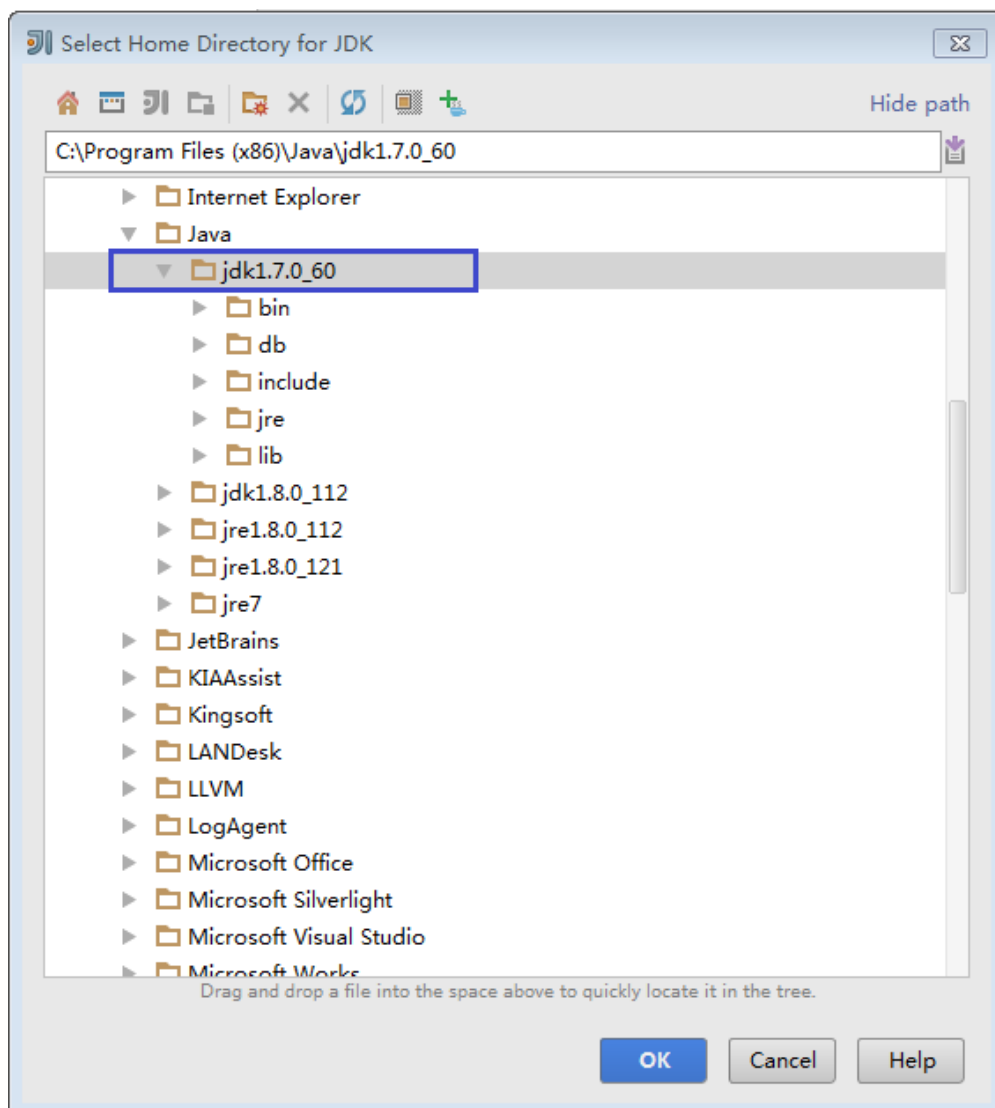 Select Home Directory for JDK
Hide path
C:\Program Files (x86)\Java\jdk1.7.0_60
Internet Explorer
Java
jdk1.7.0_60
bin
db
include
jre
lib
jdk1.8.0_112
jre1.8.0_112
jre1.8.0_121
jre7
JetBrains
KIAAssist
Kingsoft
LANDesk
LLVM
LogAgent
Microsoft Office
Microsoft Silverlight
Microsoft Visual Studio
Microsoft Works
Drag and drop a file into the space above to quickly locate it in the tree.
OK Cancel Help